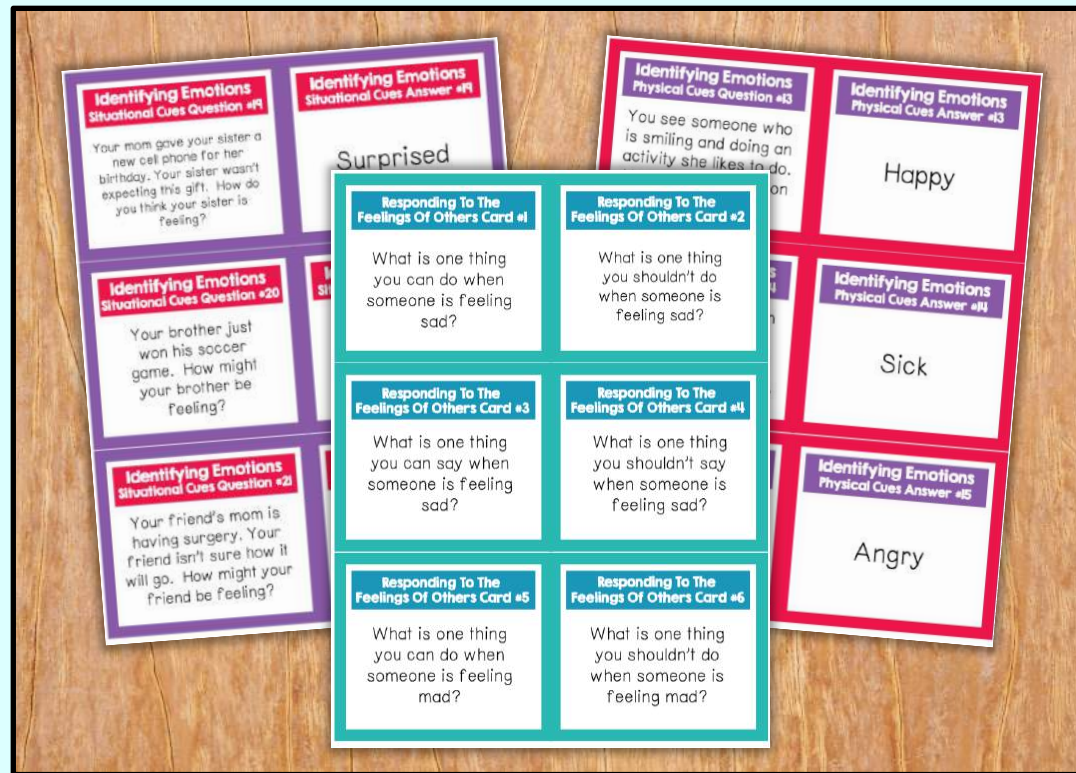 Identifying Emotions
Situational Cues Question #19
Your mom gave your sister a
new cell phone for her
birthday. Your sister wasn't
expecting this gift. How do
you think your sister is
feeling?
Identifying Emotions
Situational Cues Answer #19
Surprised
Identifying Emotions
Situational Cues Question #20
Your brother just
won his soccer
game. How might
your brother be
feeling?
Identifying Emotions
Situational Cues Question #21
Your friend's mom is
having surgery. Your
friend isn't sure how it
will go. How might your
friend be feeling?
Responding To The
Feelings Of Others Card #1
What is one thing
you can do when
someone is feeling
sad?
Responding To The
Feelings Of Others Card #2
What is one thing
you shouldn't do
when someone is
feeling sad?
Responding To The
Feelings Of Others Card #3
What is one thing
you can say when
someone is feeling
sad?
Responding To The
Feelings Of Others Card #4
What is one thing
you shouldn't say
when someone is
feeling sad?
Responding To The
Feelings Of Others Card #5
What is one thing
you can do when
someone is feeling
mad?
Responding To The
Feelings Of Others Card #6
What is one thing
you shouldn't do
when someone is
feeling mad?
Identifying Emotions
Physical Cues Question #13
You see someone who
is smiling and doing an
activity she likes to do.
on
Identifying Emotions
Physical Cues Answer #13
Happy
Identifying Emotions
Physical Cues Answer #14
Sick
Identifying Emotions
Physical Cues Answer #15
Angry